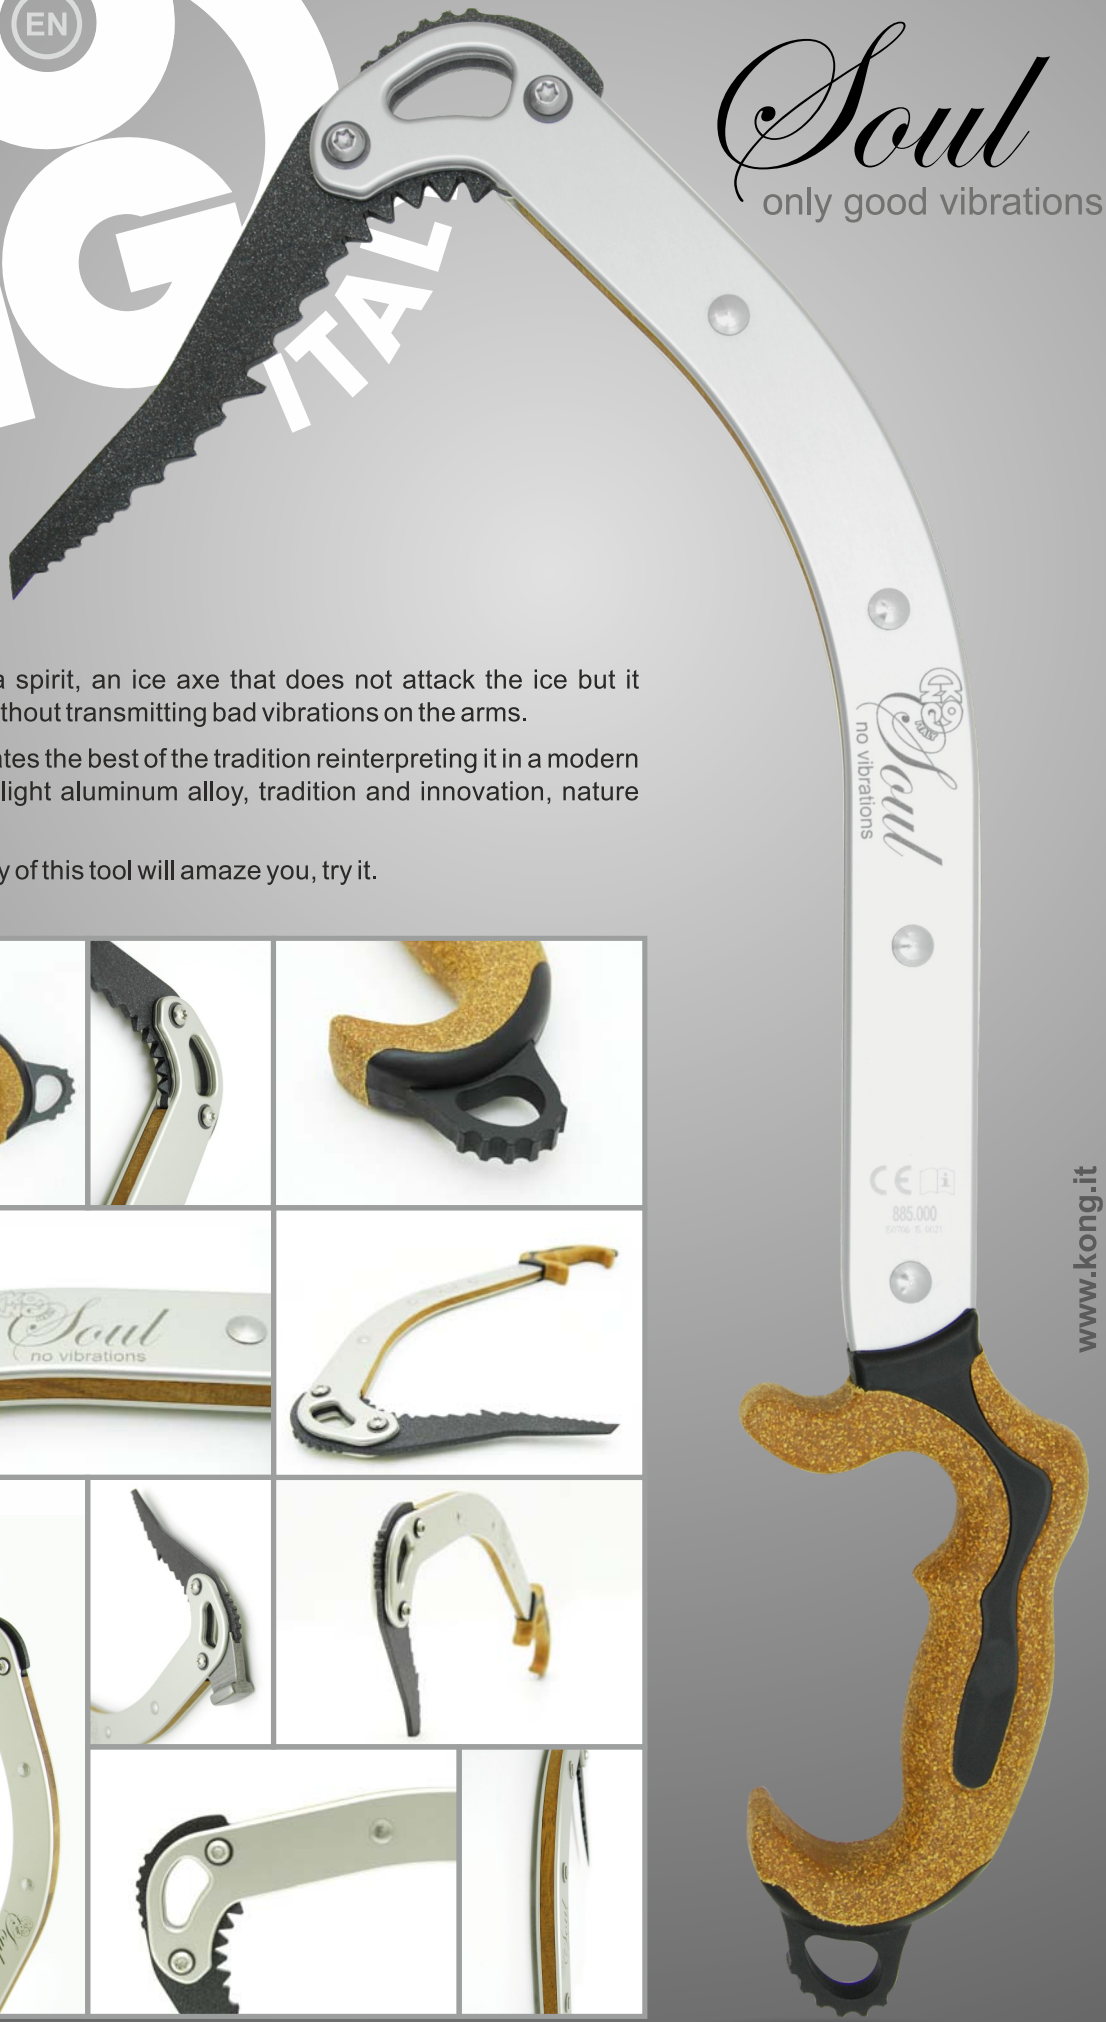 EN
Soul
only good vibrations
G
ITAL
a spirit, an ice axe that does not attack the ice but it
thout transmitting bad vibrations on the arms.
ates the best of the tradition reinterpreting it in a modern
light aluminum alloy, tradition and innovation, nature
y of this tool will amaze you, try it.
KONG
ITALY
Soul
no vibrations
CE
885.000
www.kong.it
Soul
no vibrations